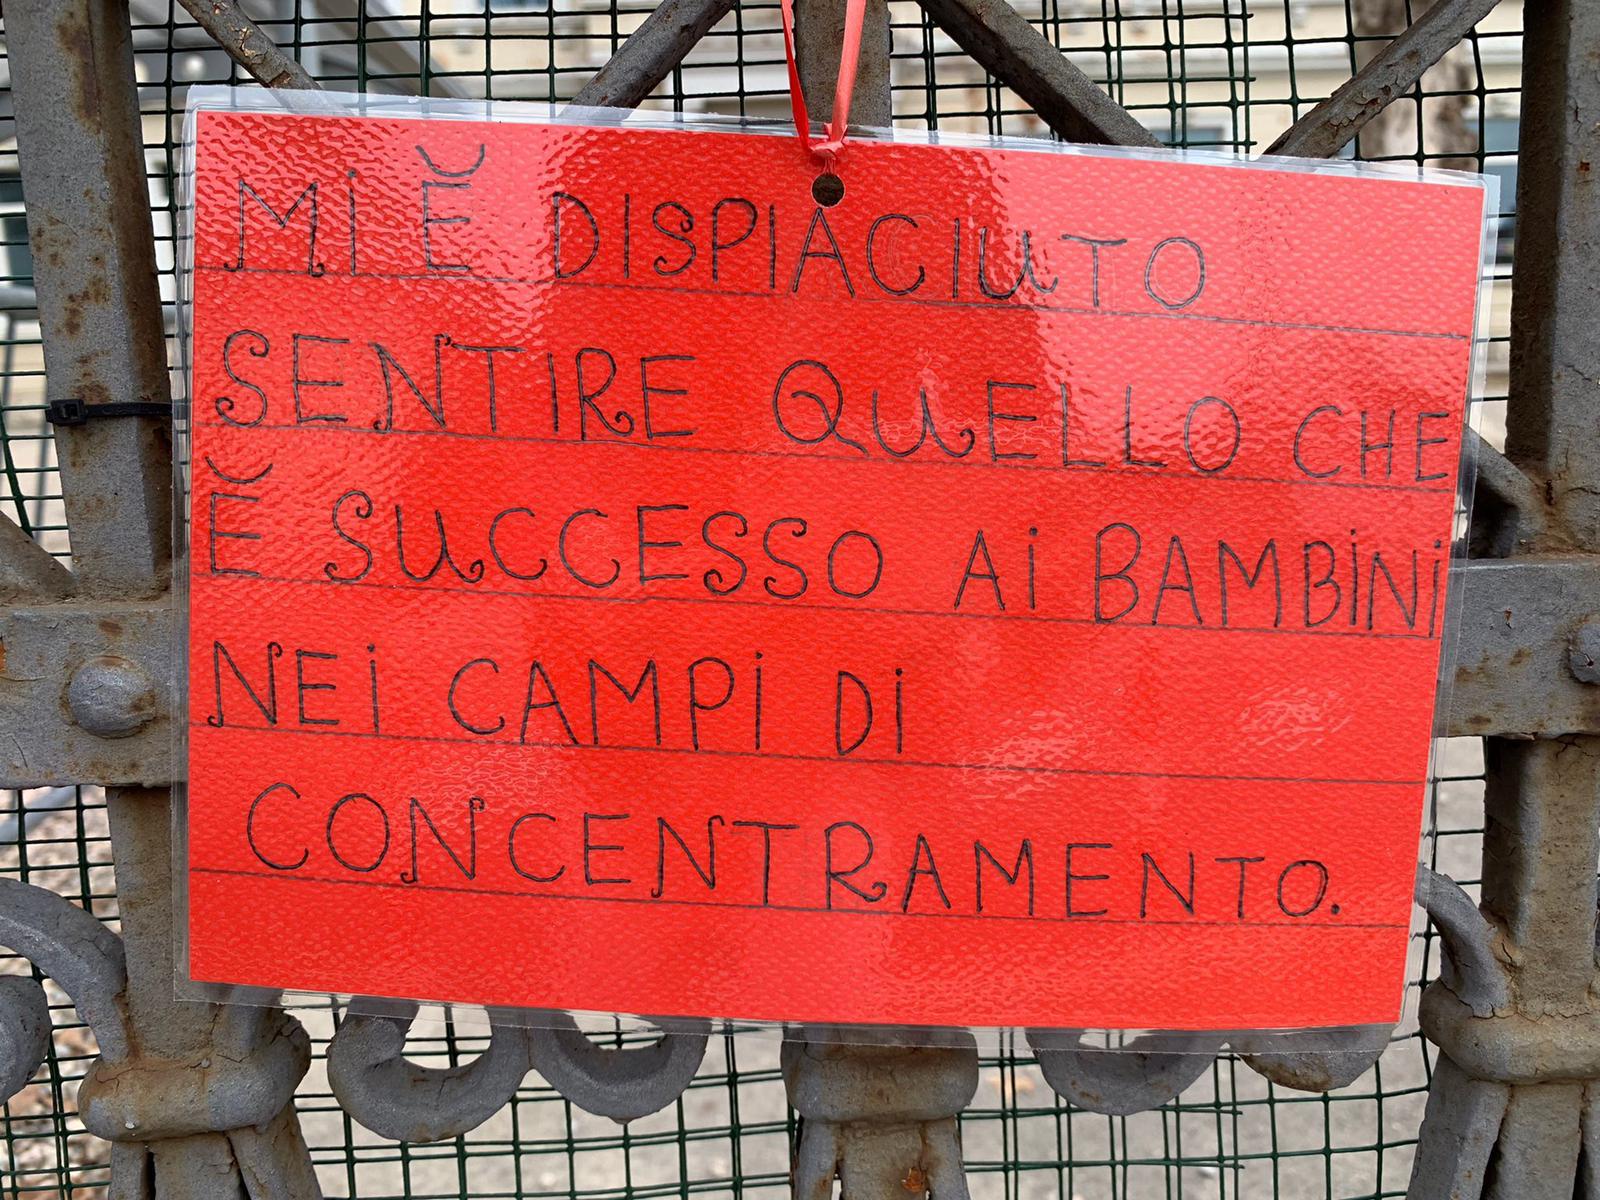 Mi Ĕ DISPIACIUTO
SENTIRE QUELLO CHE
Ĕ SUCCESSO Ai BAMBiNi
NEi CAMPi Di
CONCENTRAMENTO.